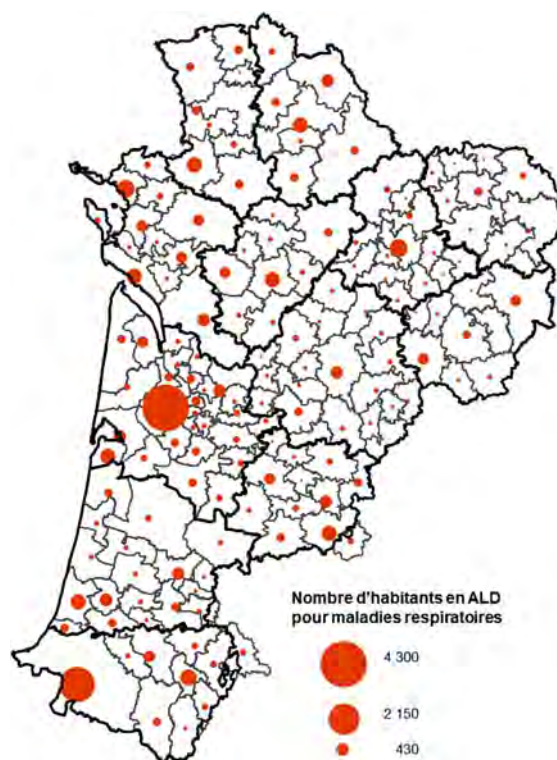 Nombre d'habitants en ALD
pour maladies respiratoires
4 300
2 150
430